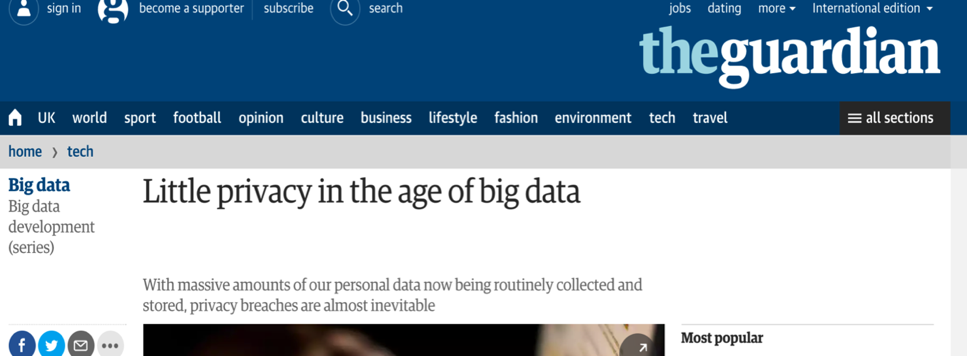 sign in become a supporter subscribe search jobs dating more International edition
theguardian
UK world sport football opinion culture business lifestyle fashion environment tech travel all sections
home tech
Big data
Big data
development
(series)
Little privacy in the age of big data
With massive amounts of our personal data now being routinely collected and
stored, privacy breaches are almost inevitable
Most popular